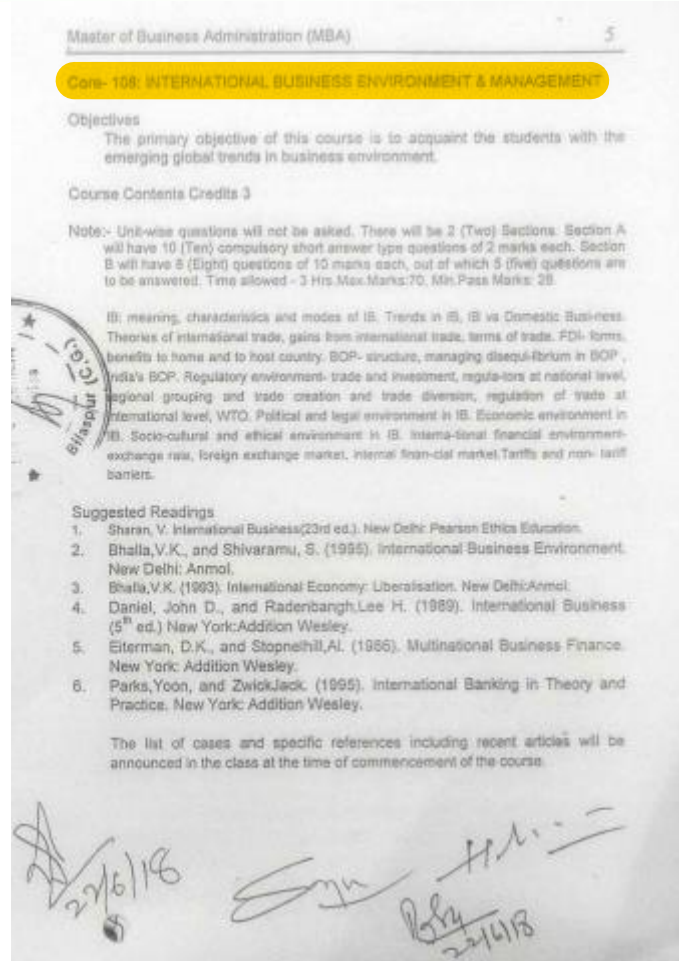 Master of Business Administration (MBA) 5
Core- 108: INTERNATIONAL BUSINESS ENVIRONMENT & MANAGEMENT
Objectives
The primary objective of this course is to acquaint the students with the
emerging global trends in business environment.
Course Contents Credits 3
Note:- Unit-wise questions will not be asked. There will be 2 (Two) Sections. Section A
will have 10 (Ten) compulsory short answer type questions of 2 marks each. Section
B will have 8 (Eight) questions of 10 marks each, out of which 5 (five) questions are
to be answered. Time allowed - 3 Hrs.Max.Marks:70. Min.Pass Marks: 28.
IB: meaning, characteristics and modes of IB. Trends in IB, IB vs Domestic Busi-ness.
Theories of international trade, gains from international trade, terms of trade. FDI- forms,
benefits to home and to host country. BOP- structure, managing disequi-librium in BOP ,
India's BOP. Regulatory environment- trade and investment, regula-tors at national level,
regional grouping and trade creation and trade diversion, regulation of trade at
international level, WTO. Political and legal environment in IB. Economic environment in
IB. Socio-cultural and ethical environment in IB. Interna-tional financial environment-
exchange rate, foreign exchange market, internal finan-cial market.Tariffs and non- tariff
barriers.
Bilaspur (C.G.)
Suggested Readings
1. Sharan, V. International Business(23rd ed.). New Delhi: Pearson Ethics Education.
2. Bhalla,V.K., and Shivaramu, S. (1995). International Business Environment.
New Delhi: Anmol.
3. Bhalla,V.K. (1993). International Economy: Liberalisation. New Delhi:Anmol.
4. Daniel, John D., and Radenbangh,Lee H. (1989). International Business
(5th ed.) New York:Addition Wesley.
5. Eiterman, D.K., and Stopnelhill,Al. (1986). Multinational Business Finance.
New York: Addition Wesley.
6. Parks,Yoon, and ZwickJack. (1995). International Banking in Theory and
Practice. New York: Addition Wesley.
The list of cases and specific references including recent articles will be
announced in the class at the time of commencement of the course.
22/6/18
22/6/18